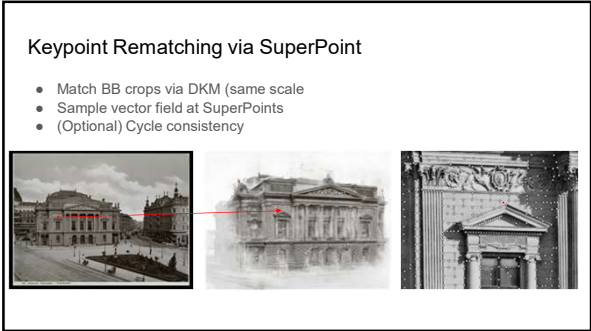 Keypoint Rematching via SuperPoint
● Match BB crops via DKM (same scale
● Sample vector field at SuperPoints
● (Optional) Cycle consistency